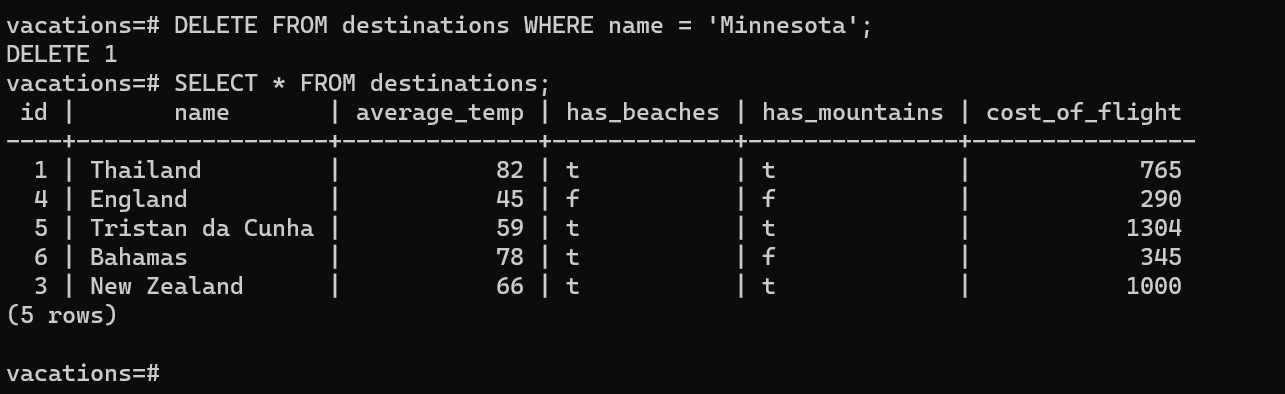 vacations=# DELETE FROM destinations WHERE name = 'Minnesota';
DELETE 1
vacations=# SELECT * FROM destinations;
 id |       name       | average_temp | has_beaches | has_mountains | cost_of_flight
----+------------------+--------------+-------------+---------------+----------------
  1 | Thailand         |           82 | t           | t             |            765
  4 | England          |           45 | f           | f             |            290
  5 | Tristan da Cunha |           59 | t           | t             |           1304
  6 | Bahamas          |           78 | t           | f             |            345
  3 | New Zealand      |           66 | t           | t             |           1000
(5 rows)

vacations=#